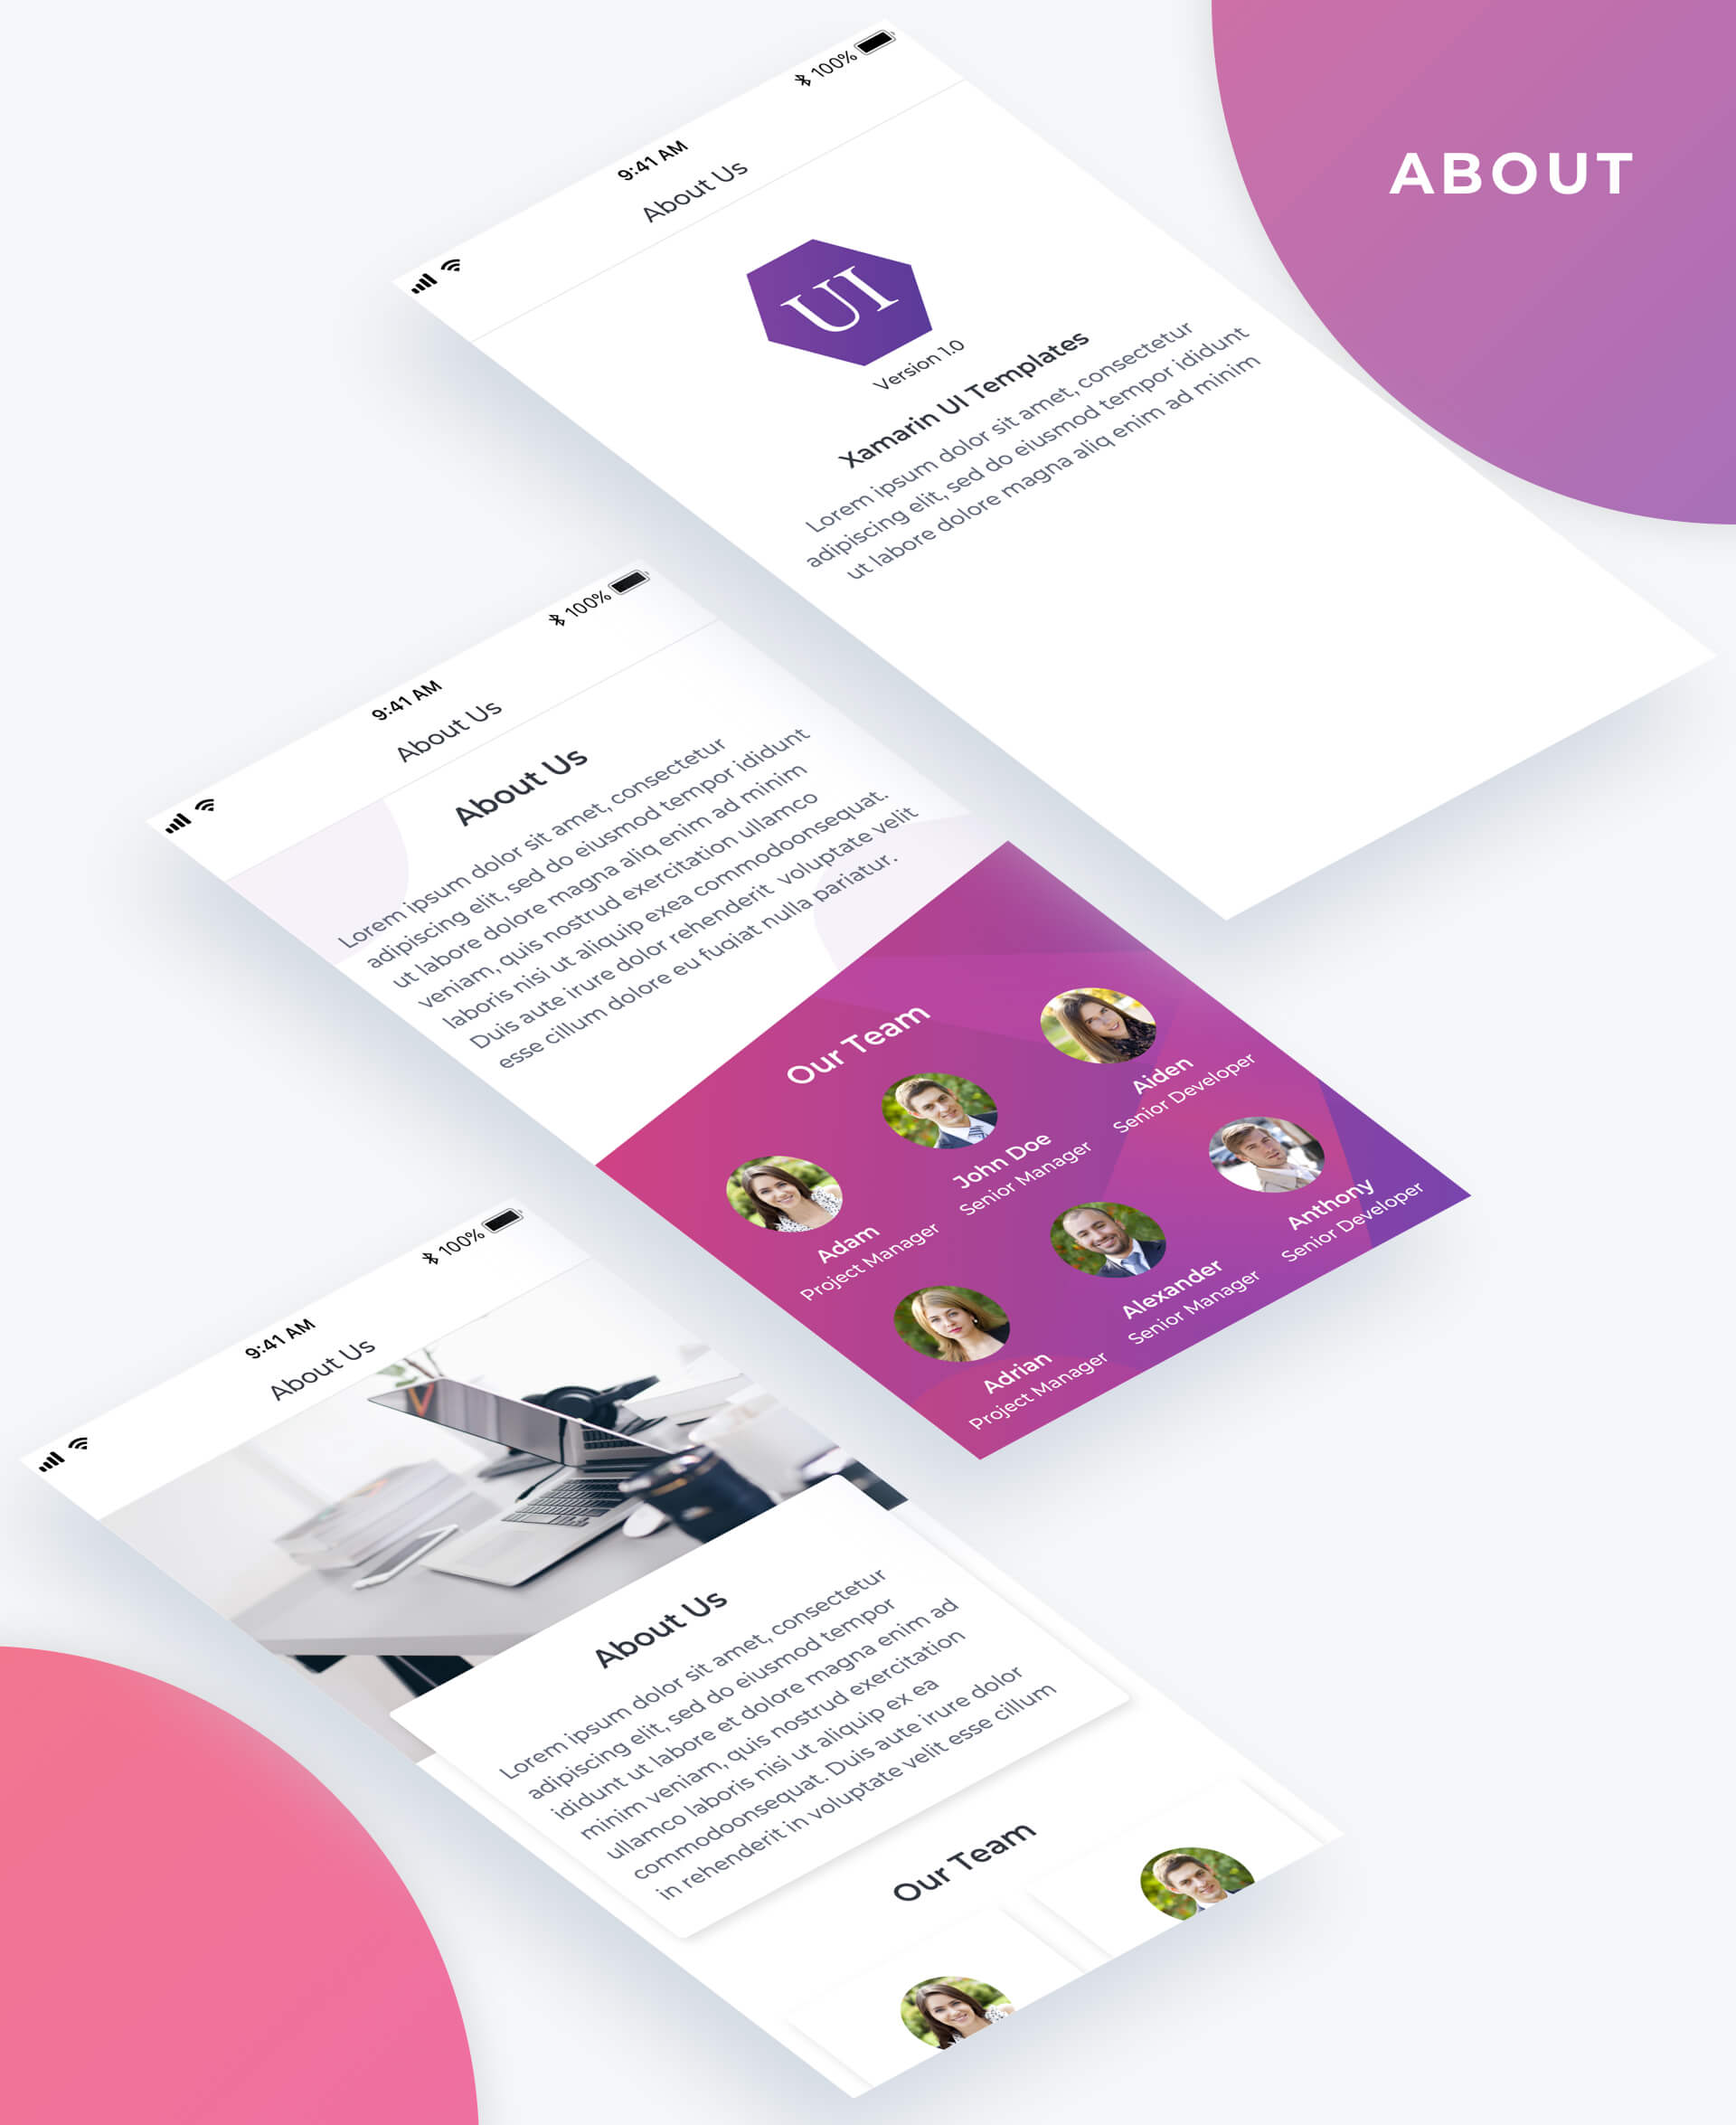 ABOUT
100%
9:41 AM
About Us
UI
Version 1.0
Xamarin UI Templates
Lorem ipsum dolor sit amet, consectetur
adipiscing elit, sed do eiusmod tempor ididunt
ut labore dolore magna aliq enim ad minim
100%
9:41 AM
About Us
About Us
Lorem ipsum dolor sit amet, consectetur
adipiscing elit, sed do eiusmod tempor ididunt
ut labore dolore magna aliq enim ad minim
veniam, quis nostrud exercitation ullamco
laboris nisi ut aliquip exea commodoonsequat.
Duis aute irure dolor rehenderit voluptate velit
esse cillum dolore eu fuqiat nulla pariatur.
Our Team
Adam
Project Manager
John Doe
Senior Manager
Aiden
Senior Developer
Adrian
Project Manager
Alexander
Senior Manager
Anthony
Senior Developer
100%
9:41 AM
About Us
About Us
Lorem ipsum dolor sit amet, consectetur
adipiscing elit, sed do eiusmod tempor
ididunt ut labore et dolore magna enim ad
minim veniam, quis nostrud exercitation
ullamco laboris nisi ut aliquip ex ea
commodoonsequat. Duis aute irure dolor
in rehenderit in voluptate velit esse cillum
Our Team